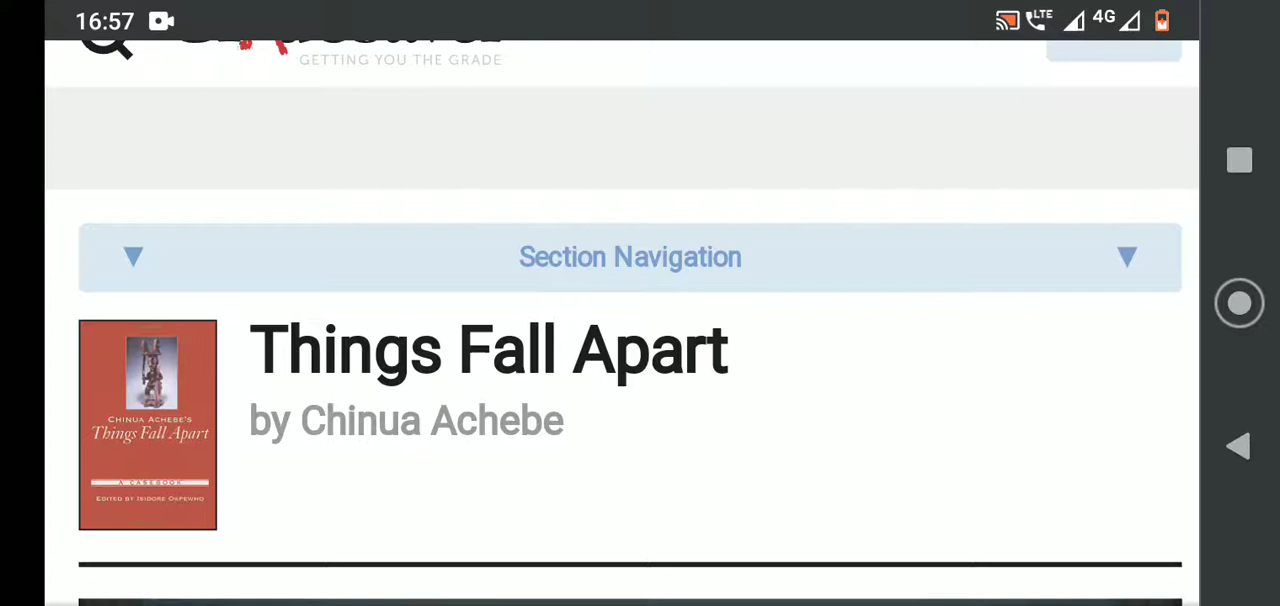 16:57
LTE
4G
GETTING YOU THE GRADE
Section Navigation
Things Fall Apart
by Chinua Achebe
CHINUA ACHEBE'S
Things Fall Apart
A CASEBOOK
EDITED BY ISIDORE OKPEWHO